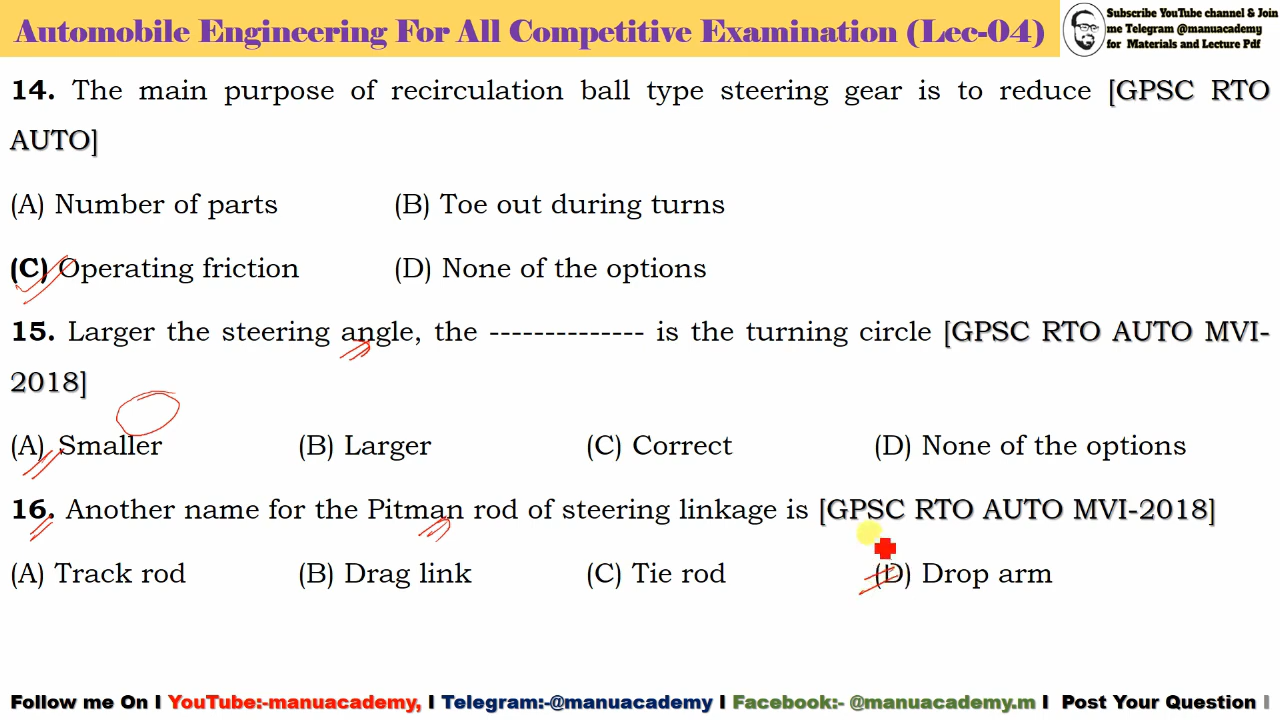 Automobile Engineering For All Competitive Examination (Lec-04)
Subscribe YouTube channel & Join
me Telegram @manuacademy
for Materials and Lecture Pdf
14. The main purpose of recirculation ball type steering gear is to reduce [GPSC RTO
AUTO]
(A) Number of parts (B) Toe out during turns
(C) Operating friction (D) None of the options
15. Larger the steering angle, the -------------- is the turning circle [GPSC RTO AUTO MVI-
2018]
(A) Smaller (B) Larger (C) Correct (D) None of the options
16. Another name for the Pitman rod of steering linkage is [GPSC RTO AUTO MVI-2018]
(A) Track rod (B) Drag link (C) Tie rod (D) Drop arm
Follow me On I YouTube:-manuacademy, I Telegram:-@manuacademy I Facebook:- @manuacademy.m I Post Your Question I